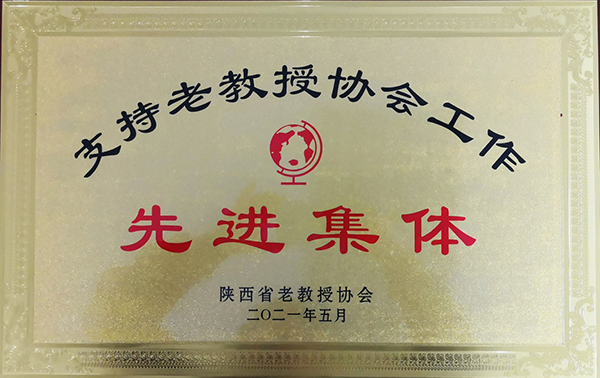 支持老教授协会工作
先进集体
陕西省老教授协会
二〇二一年五月